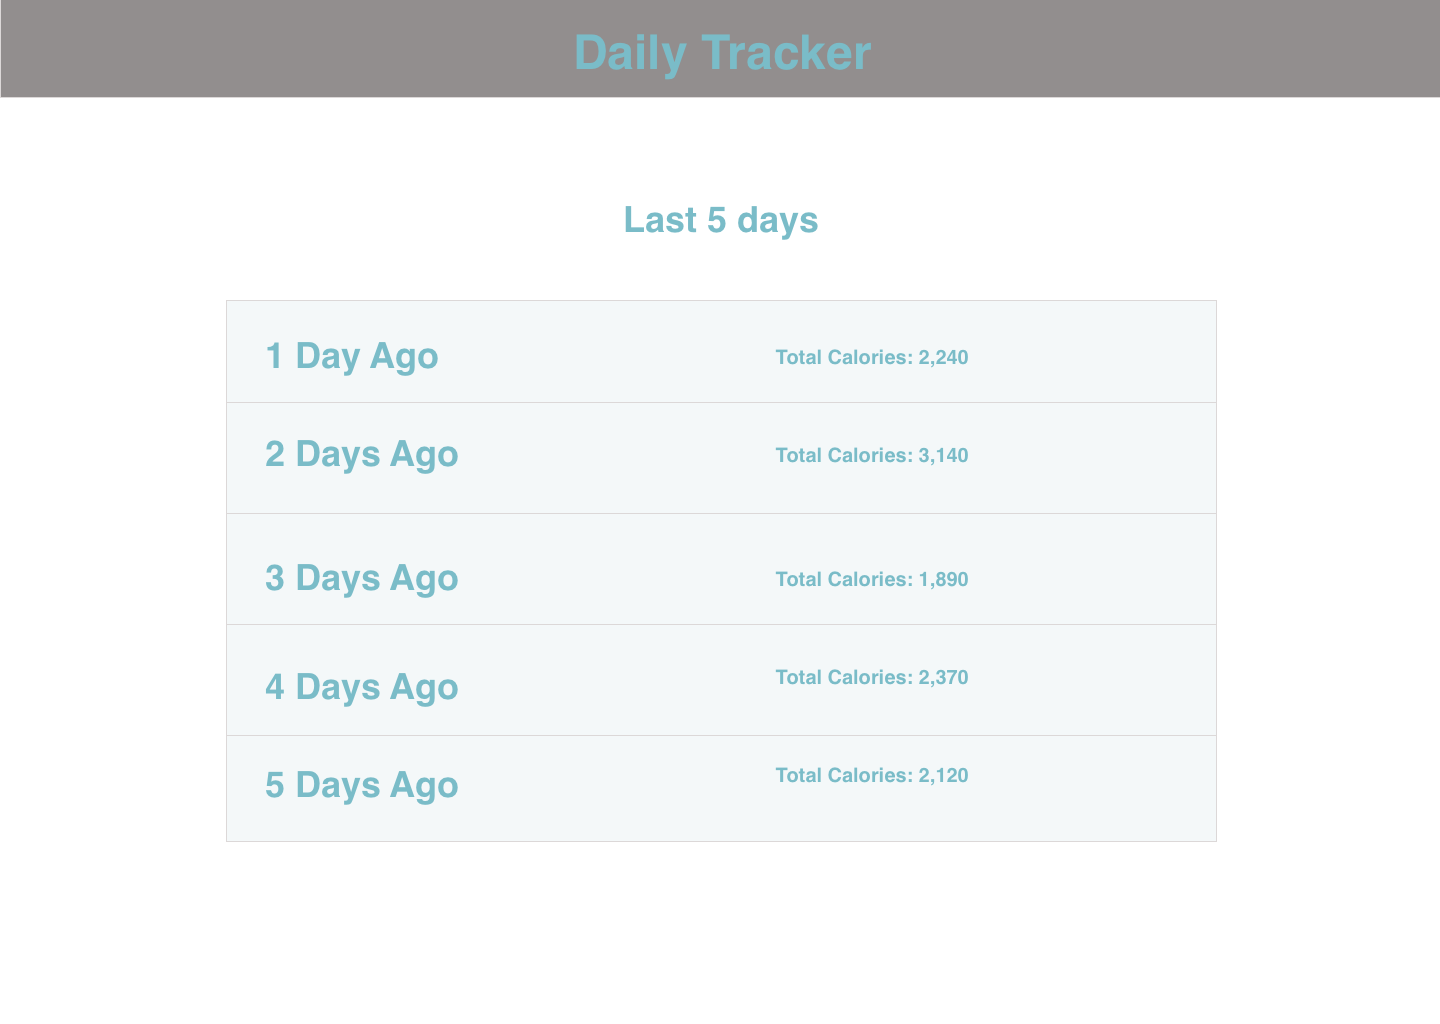 Daily Tracker
Last 5 days
1 Day Ago
Total Calories: 2,240
2 Days Ago
Total Calories: 3,140
3 Days Ago
Total Calories: 1,890
4 Days Ago
Total Calories: 2,370
5 Days Ago
Total Calories: 2,120